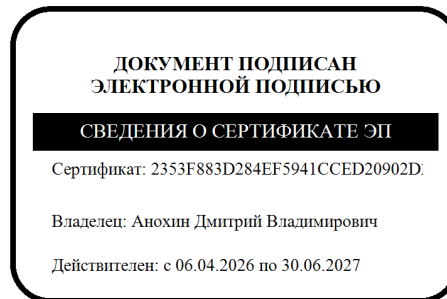 ДОКУМЕНТ ПОДПИСАН
ЭЛЕКТРОННОЙ ПОДПИСЬЮ
СВЕДЕНИЯ О СЕРТИФИКАТЕ ЭП
Сертификат: 2353F883D284EF5941CCED20902D
Владелец: Анохин Дмитрий Владимирович
Действителен: с 06.04.2026 по 30.06.2027